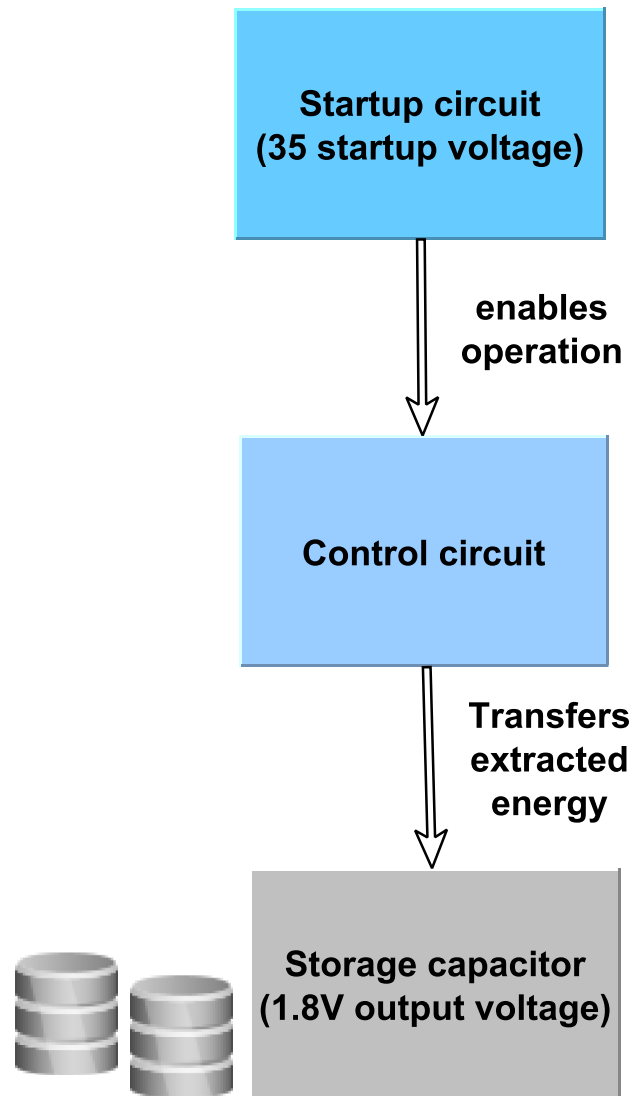 Startup circuit
(35 startup voltage)
enables
operation
Control circuit
Transfers
extracted
energy
Storage capacitor
(1.8V output voltage)